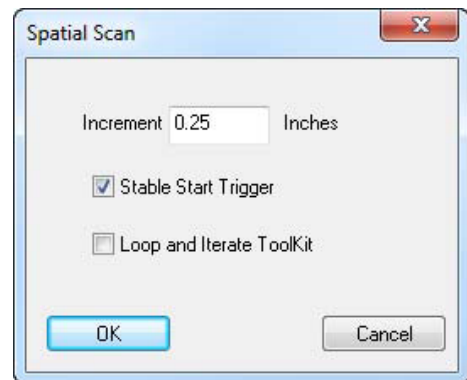 Spatial Scan
Increment 0.25 Inches
Stable Start Trigger
Loop and Iterate ToolKit
OK Cancel